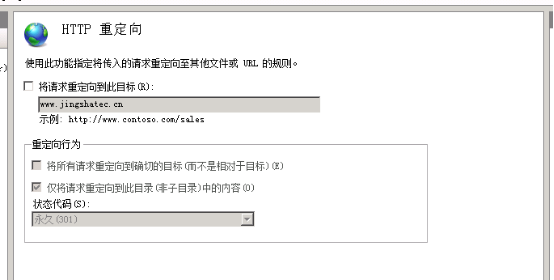 HTTP 重定向
使用此功能指定将传入的请求重定向至其他文件或 URL 的规则。
将请求重定向到此目标(R):
www.jingshatec.cn
示例: http://www.contoso.com/sales
重定向行为
将所有请求重定向到确切的目标(而不是相对于目标)(E)
仅将请求重定向到此目录(非子目录)中的内容(O)
状态代码(S):
永久(301)